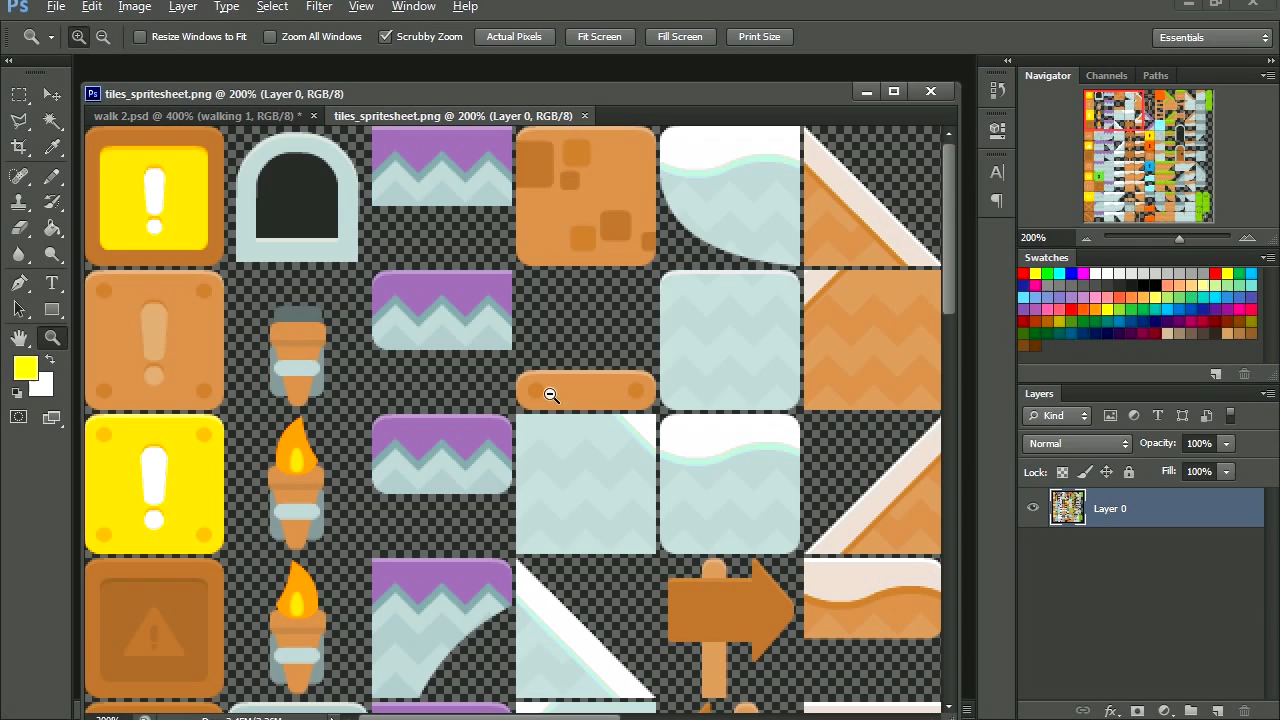 Ps File Edit Image Layer Type Select Filter View Window Help
Resize Windows to Fit Zoom All Windows Scrubby Zoom Actual Pixels Fit Screen Fill Screen Print Size Essentials
Ps tiles_spritesheet.png @ 200% (Layer 0, RGB/8)
walk 2.psd @ 400% (walking 1, RGB/8) * × tiles_spritesheet.png @ 200% (Layer 0, RGB/8) ×
Navigator Channels Paths
200%
Swatches
Layers
Kind
Normal Opacity: 100%
Lock: Fill: 100%
Layer 0